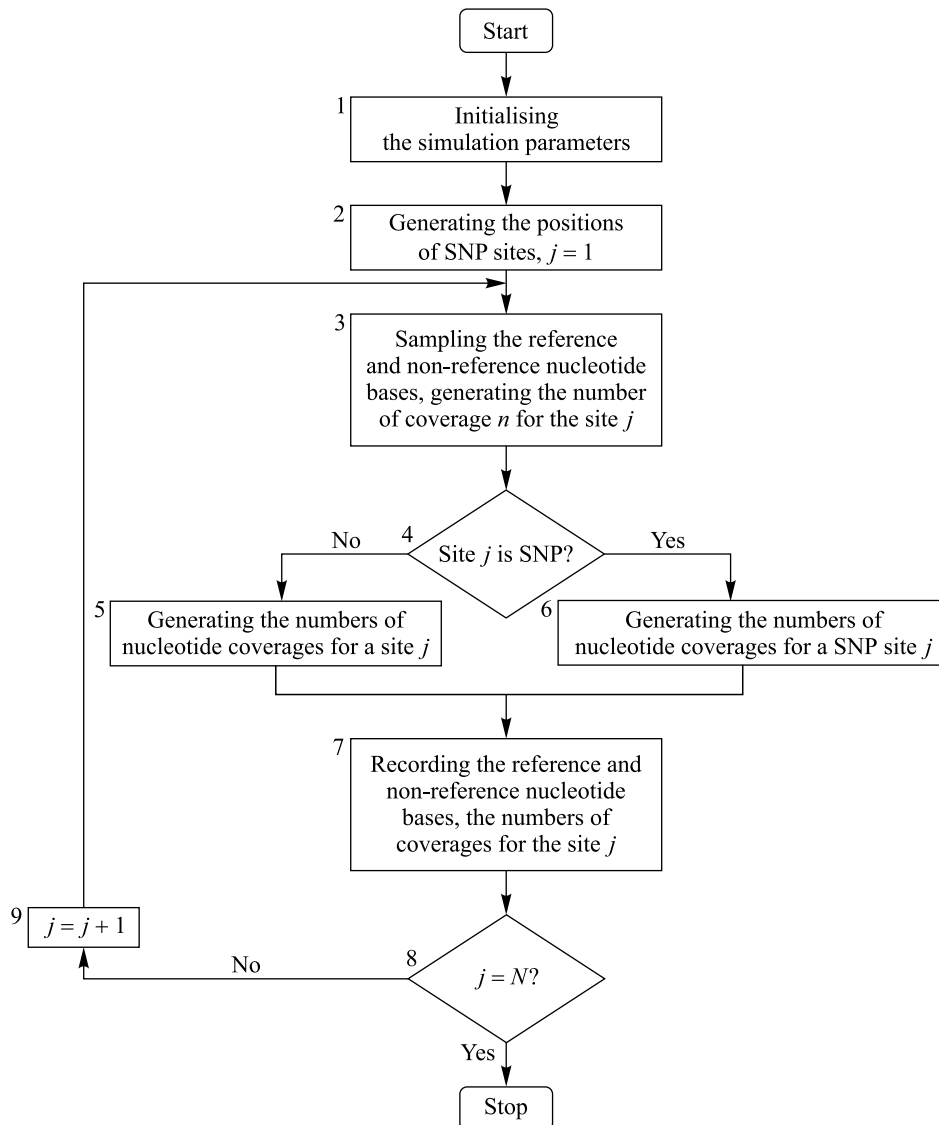 Start
1
Initialising
the simulation parameters
2
Generating the positions
of SNP sites, j = 1
3
Sampling the reference
and non-reference nucleotide
bases, generating the number
of coverage n for the site j
4
No
Site j is SNP?
Yes
5
Generating the numbers of
nucleotide coverages for a site j
6
Generating the numbers of
nucleotide coverages for a SNP site j
7
Recording the reference and
non-reference nucleotide
bases, the numbers of
coverages for the site j
9
j = j + 1
8
No
j = N?
Yes
Stop